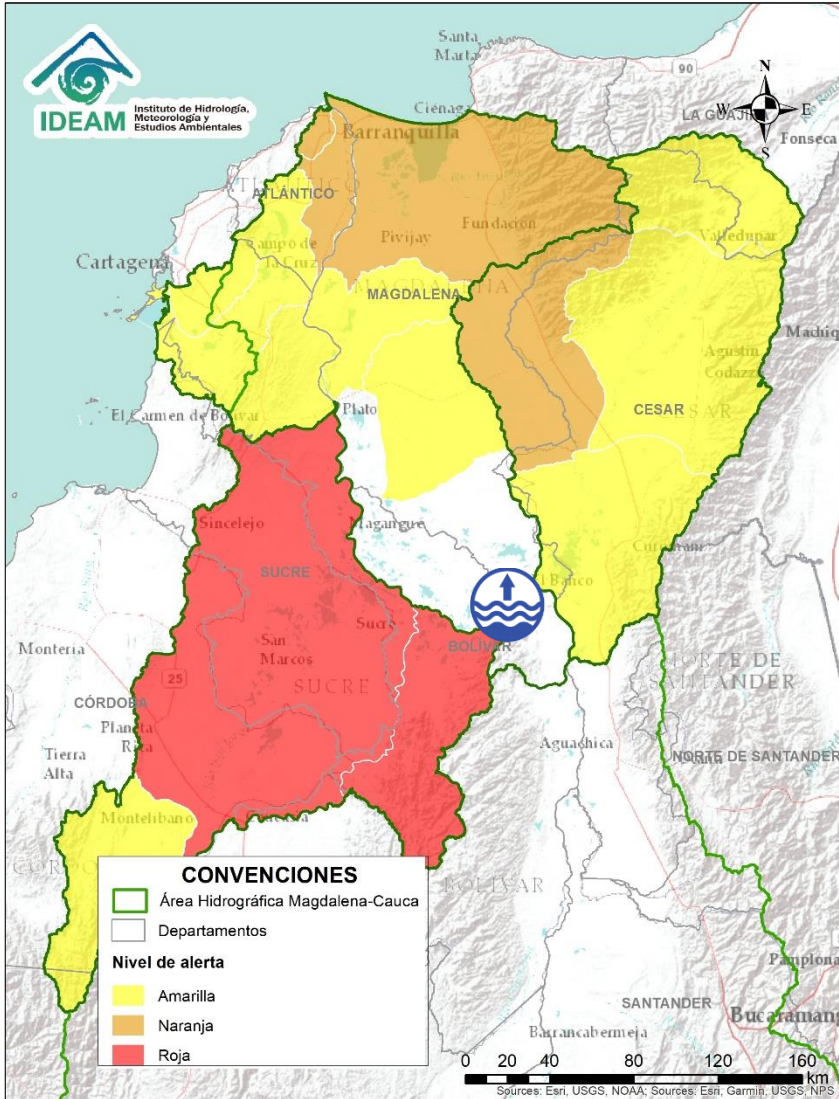 IDEAM
Instituto de Hidrología,
Meteorología y
Estudios Ambientales
Santa
Marta
90
N
W
E
S
LA GUAJI
Ciénaga
Barranquilla
Fonseca
ATLÁNTICO
Fundación
Pivijay
Campo de
la Cruz
Valledupar
Cartagena
MAGDALENA
Agustín
Codazzi
CESAR
El Carmen de Bolívar
Plato
Sincelejo
Magangue
SUCRE
El Banco
Sucre
BOLÍVAR
San
Marcos
SUCRE
Montería
25
CÓRDOBA
Planeta
Rica
Tierra
Alta
NORTE DE
SANTANDER
Aguachica
NORTE DE SANTANDER
Montelíbano
BOLÍVAR
CONVENCIONES
Área Hidrográfica Magdalena-Cauca
Departamentos
Nivel de alerta
Amarilla
Naranja
Roja
Pamplona
SANTANDER
Bucaramang
Barrancabermeja
0 20 40 80 120 160
km
Sources: Esri, USGS, NOAA; Sources: Esri, Garmin, USGS, NPS